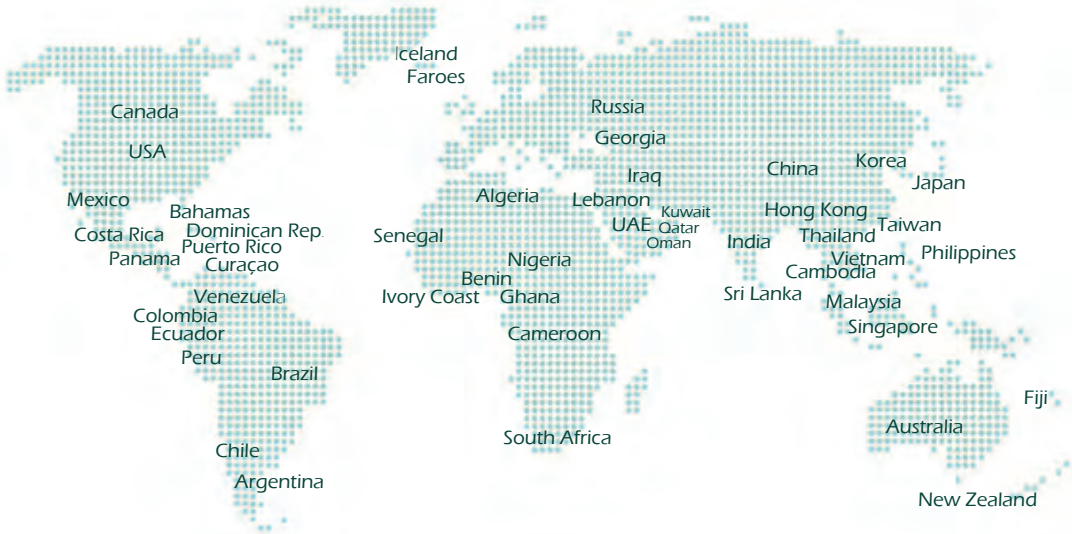 Iceland
Faroes
Canada
Russia
USA
Georgia
China
Korea
Iraq
Japan
Mexico
Algeria
Lebanon
Bahamas
Kuwait
Hong Kong
Costa Rica
Dominican Rep.
Senegal
UAE
Qatar
Taiwan
Puerto Rico
Oman
India
Thailand
Panama
Curaçao
Nigeria
Vietnam
Philippines
Benin
Cambodia
Venezuela
Ivory Coast
Ghana
Sri Lanka
Malaysia
Colombia
Ecuador
Cameroon
Singapore
Peru
Brazil
Fiji
Australia
South Africa
Chile
Argentina
New Zealand